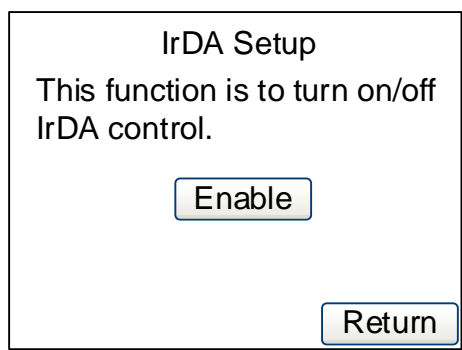 IrDA Setup
This function is to turn on/off
IrDA control.
Enable
Return